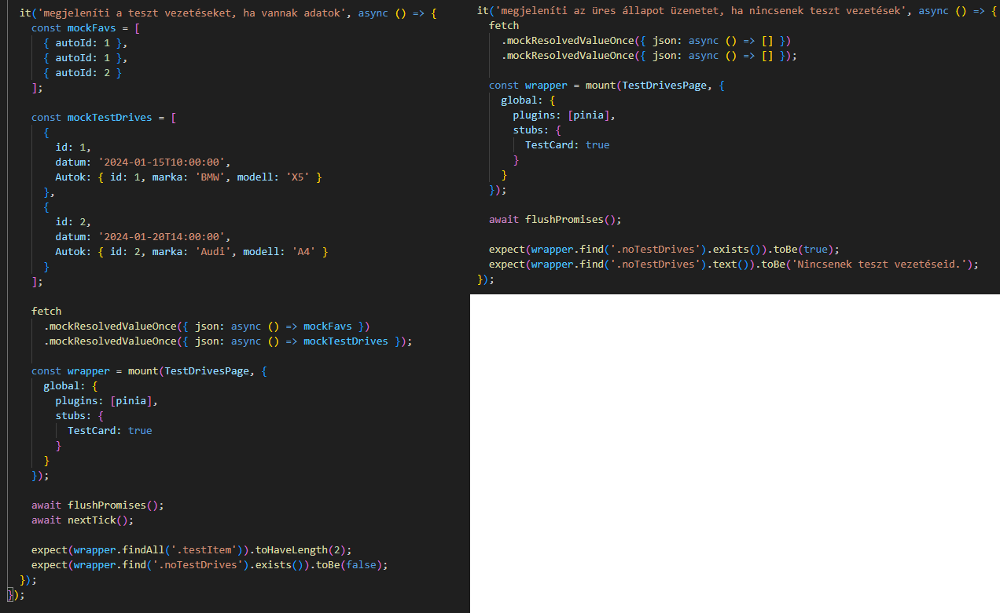 it('megjeleníti a teszt vezetéseket, ha vannak adatok', async () => {
const mockFavs = [
{ autoId: 1 },
{ autoId: 1 },
{ autoId: 2 }
];
const mockTestDrives = [
{
id: 1,
datum: '2024-01-15T10:00:00',
Autok: { id: 1, marka: 'BMW', modell: 'X5' }
},
{
id: 2,
datum: '2024-01-20T14:00:00',
Autok: { id: 2, marka: 'Audi', modell: 'A4' }
}
];
fetch
.mockResolvedValueOnce({ json: async () => mockFavs })
.mockResolvedValueOnce({ json: async () => mockTestDrives });
const wrapper = mount(TestDrivesPage, {
global: {
plugins: [pinia],
stubs: {
TestCard: true
}
}
});
await flushPromises();
await nextTick();
expect(wrapper.findAll('.testItem')).toHaveLength(2);
expect(wrapper.find('.noTestDrives').exists()).toBe(false);
});
});
it('megjeleníti az üres állapot üzenetet, ha nincsenek teszt vezetések', async () => {
fetch
.mockResolvedValueOnce({ json: async () => [] })
.mockResolvedValueOnce({ json: async () => [] });
const wrapper = mount(TestDrivesPage, {
global: {
plugins: [pinia],
stubs: {
TestCard: true
}
}
});
await flushPromises();
expect(wrapper.find('.noTestDrives').exists()).toBe(true);
expect(wrapper.find('.noTestDrives').text()).toBe('Nincsenek teszt vezetéseid.');
});